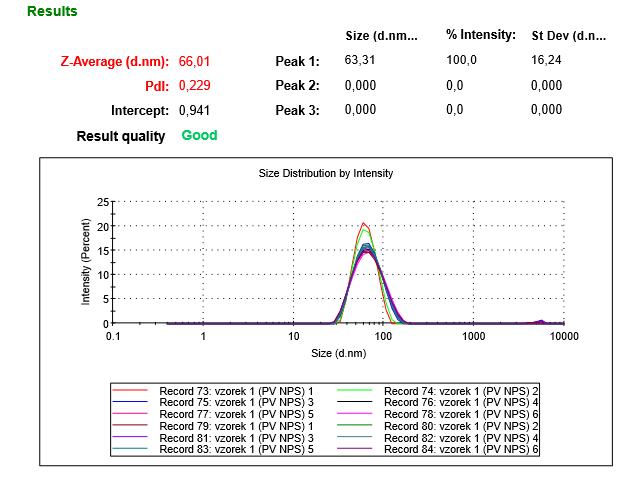 Results
Size (d.nm... % Intensity: St Dev (d.n...
Z-Average (d.nm): 66,01 Peak 1: 63,31 100,0 16,24
PdI: 0,229 Peak 2: 0,000 0,0 0,000
Intercept: 0,941 Peak 3: 0,000 0,0 0,000
Result quality Good
Size Distribution by Intensity
Intensity (Percent)
25
20
15
10
5
0
0.1 1 10 100 1000 10000
Size (d.nm)
Record 73: vzorek 1 (PV NPS) 1 Record 74: vzorek 1 (PV NPS) 2
Record 75: vzorek 1 (PV NPS) 3 Record 76: vzorek 1 (PV NPS) 4
Record 77: vzorek 1 (PV NPS) 5 Record 78: vzorek 1 (PV NPS) 6
Record 79: vzorek 1 (PV NPS) 1 Record 80: vzorek 1 (PV NPS) 2
Record 81: vzorek 1 (PV NPS) 3 Record 82: vzorek 1 (PV NPS) 4
Record 83: vzorek 1 (PV NPS) 5 Record 84: vzorek 1 (PV NPS) 6